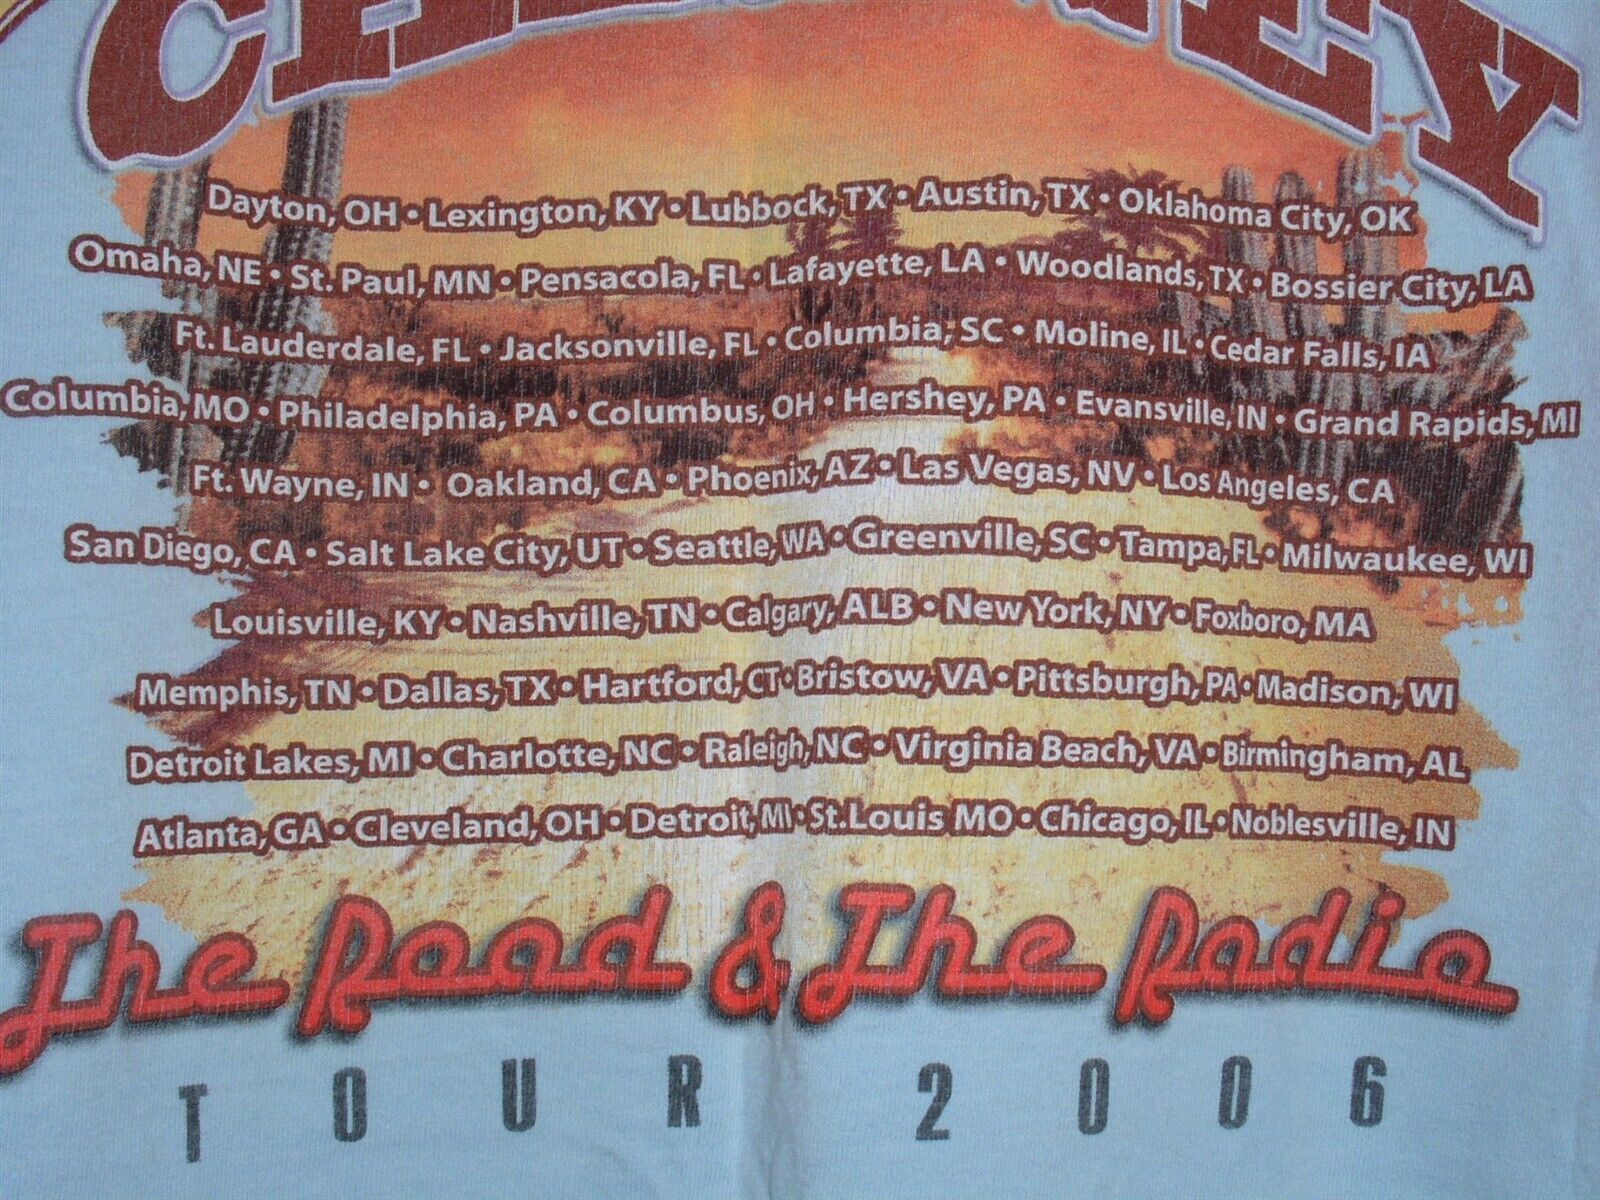 CHESNEY
Dayton, OH • Lexington, KY • Lubbock, TX • Austin, TX • Oklahoma City, OK
Omaha, NE • St. Paul, MN • Pensacola, FL • Lafayette, LA • Woodlands, TX • Bossier City, LA
Ft. Lauderdale, FL • Jacksonville, FL • Columbia, SC • Moline, IL • Cedar Falls, IA
Columbia, MO • Philadelphia, PA • Columbus, OH • Hershey, PA • Evansville, IN • Grand Rapids, MI
Ft. Wayne, IN • Oakland, CA • Phoenix, AZ • Las Vegas, NV • Los Angeles, CA
San Diego, CA • Salt Lake City, UT • Seattle, WA • Greenville, SC • Tampa, FL • Milwaukee, WI
Louisville, KY • Nashville, TN • Calgary, ALB • New York, NY • Foxboro, MA
Memphis, TN • Dallas, TX • Hartford, CT • Bristow, VA • Pittsburgh, PA • Madison, WI
Detroit Lakes, MI • Charlotte, NC • Raleigh, NC • Virginia Beach, VA • Birmingham, AL
Atlanta, GA • Cleveland, OH • Detroit, MI • St. Louis MO • Chicago, IL • Noblesville, IN
The Road & The Radio
TOUR 2006